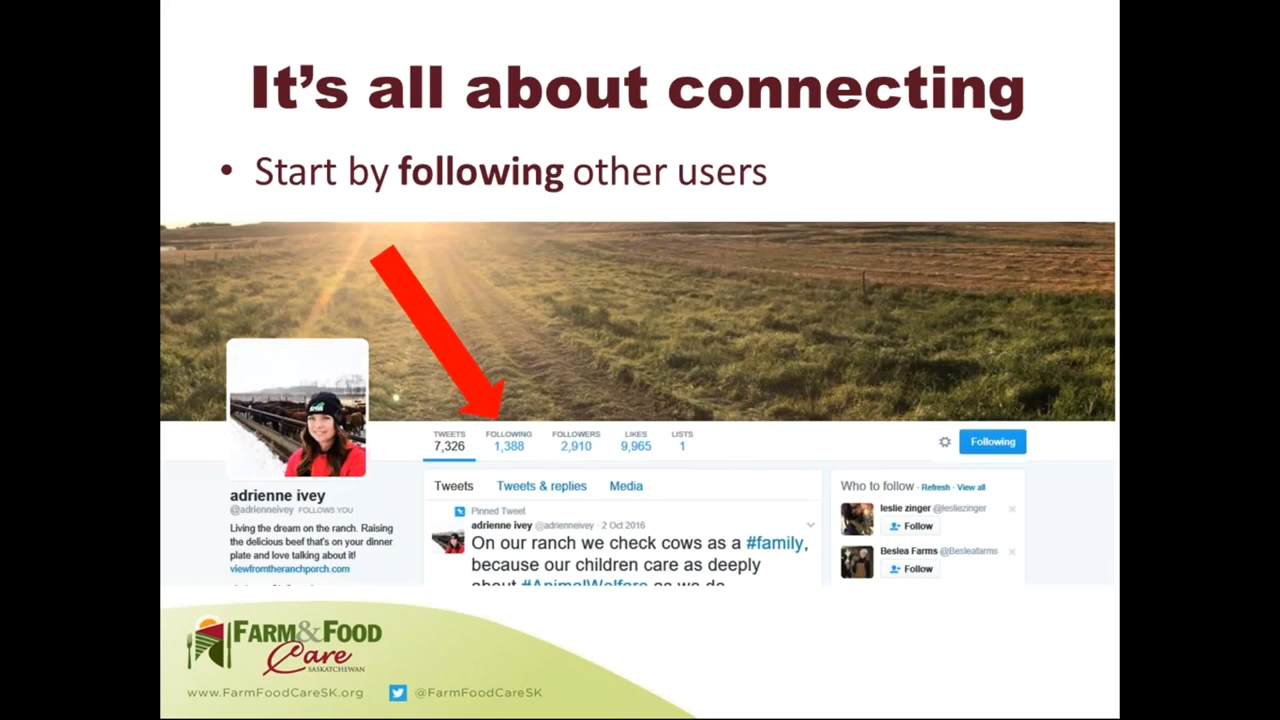 It's all about connecting
• Start by following other users
TWEETS
7,326
FOLLOWING
1,388
FOLLOWERS
2,910
LIKES
9,965
LISTS
1
Following
adrienne ivey
@adrienneivey FOLLOWS YOU
Living the dream on the ranch. Raising
the delicious beef that's on your dinner
plate and love talking about it!
viewfromtheranchporch.com
Tweets Tweets & replies Media
Pinned Tweet
adrienne ivey @adrienneivey · 2 Oct 2016
On our ranch we check cows as a #family,
because our children care as deeply
about #AnimalWelfare as we do
Who to follow · Refresh · View all
leslie zinger @lesliezinger
Follow
Beslea Farms @Besleafarms
Follow
FARM & FOOD
Care
SASKATCHEWAN
www.FarmFoodCareSK.org @FarmFoodCareSK